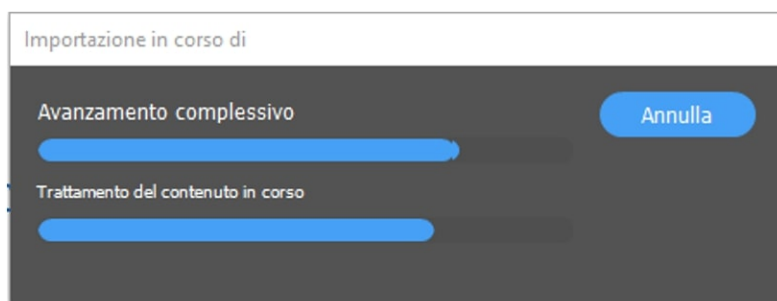 Importazione in corso di
Avanzamento complessivo
Annulla
Trattamento del contenuto in corso